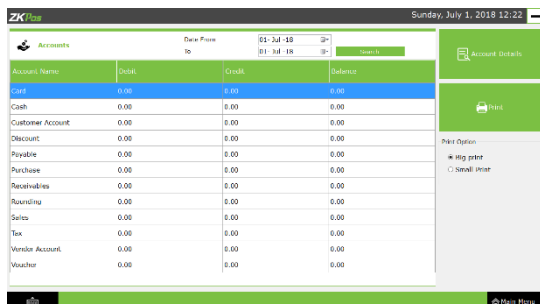 ZKPos
Sunday, July 1, 2018 12:22
Accounts
Date From 01- Jul -18
To 01- Jul -18 Search
Account Details
Account Name Debit Credit Balance
Card 0.00 0.00 0.00
Cash 0.00 0.00 0.00
Customer Account 0.00 0.00 0.00
Discount 0.00 0.00 0.00
Payable 0.00 0.00 0.00
Purchase 0.00 0.00 0.00
Receivables 0.00 0.00 0.00
Rounding 0.00 0.00 0.00
Sales 0.00 0.00 0.00
Tax 0.00 0.00 0.00
Vendor Account 0.00 0.00 0.00
Voucher 0.00 0.00 0.00
Print
Print Option
Big print
Small Print
Main Menu